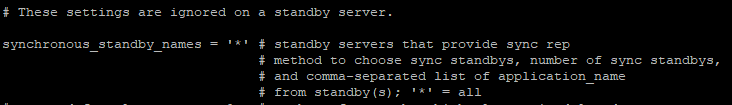 # These settings are ignored on a standby server.
synchronous_standby_names = '*' # standby servers that provide sync rep
# method to choose sync standbys, number of sync standbys,
# and comma-separated list of application_name
# from standby(s); '*' = all